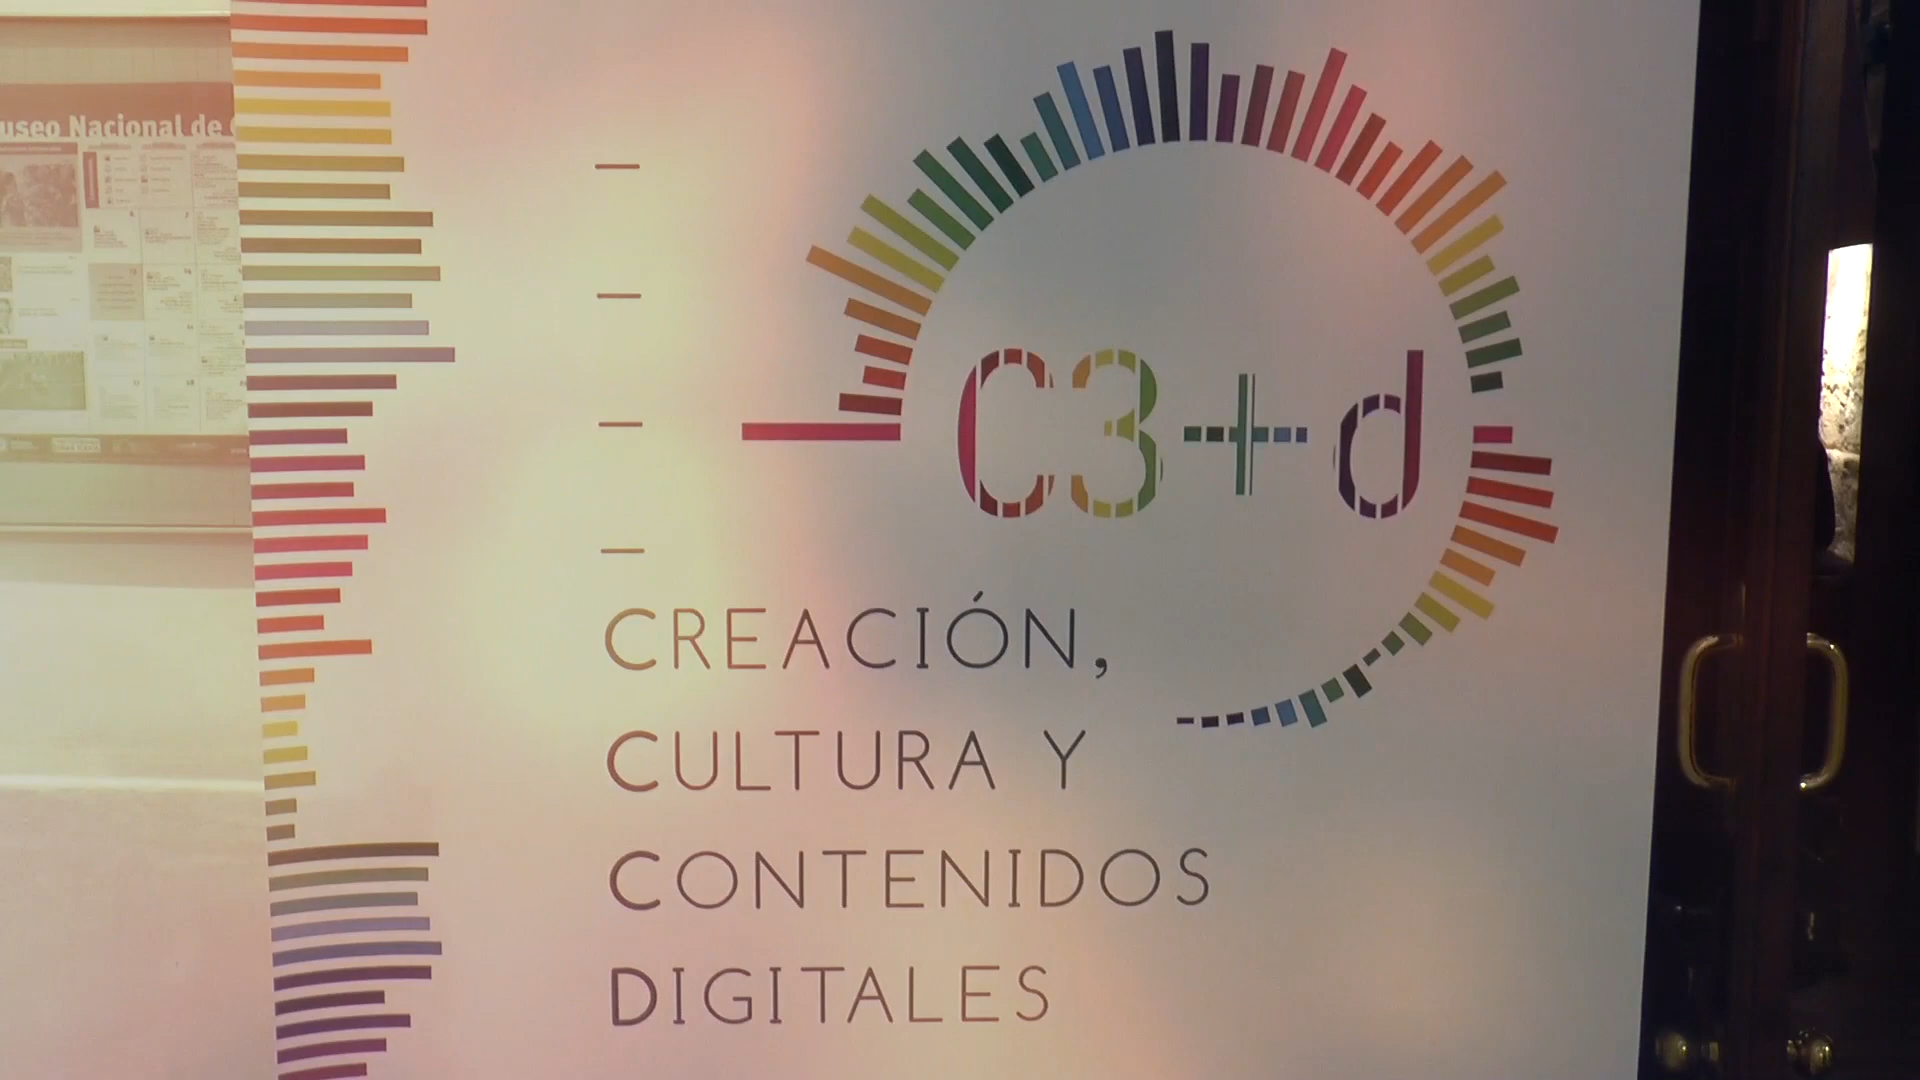 useo Nacional de
C3+d
CREACIÓN,
CULTURA Y
CONTENIDOS
DIGITALES